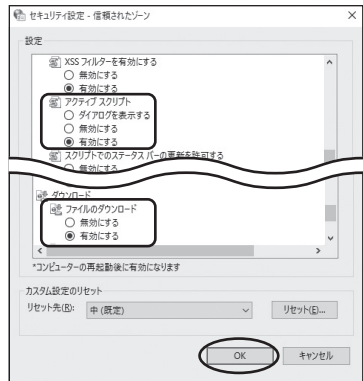 セキュリティ設定 - 信頼されたゾーン
設定
XSS フィルターを有効にする
無効にする
有効にする
アクティブ スクリプト
ダイアログを表示する
無効にする
有効にする
スクリプトでのステータス バーの更新を許可する
無効にする
ダウンロード
ファイルのダウンロード
無効にする
有効にする
*コンピューターの再起動後に有効になります
カスタム設定のリセット
リセット先(R): 中 (既定) リセット(E)...
OK キャンセル